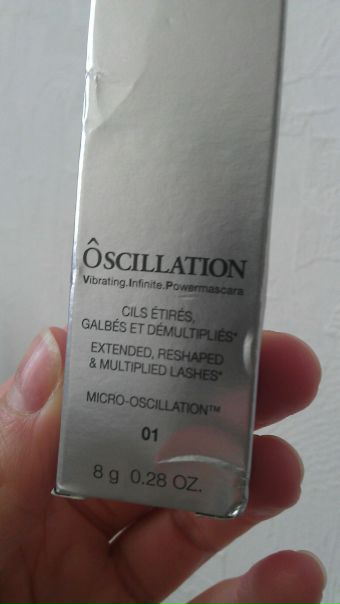 ÔSCILLATION
Vibrating.Infinite.Powermascara
CILS ÉTIRÉS,
GALBÉS ET DÉMULTIPLIÉS*
EXTENDED, RESHAPED
& MULTIPLIED LASHES*
MICRO-OSCILLATION™
01
8 g 0.28 OZ.